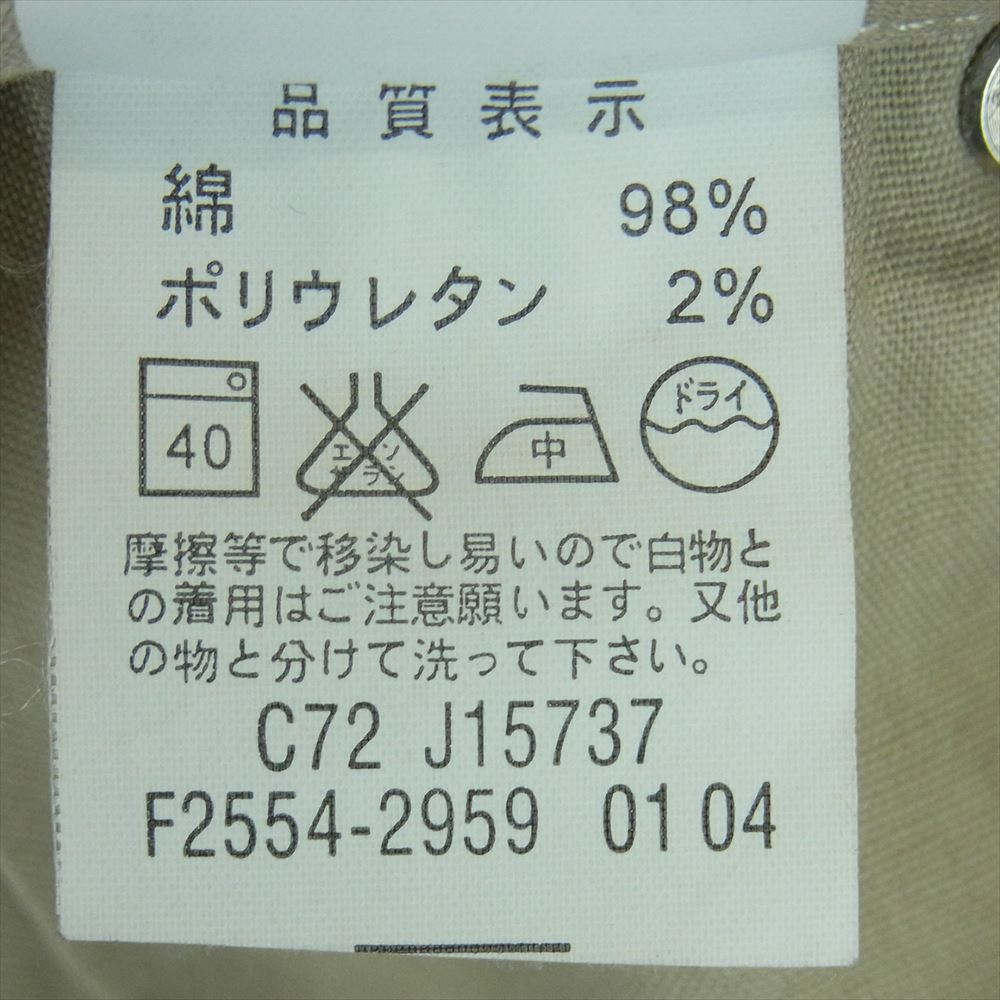 品質表示
綿 98%
ポリウレタン 2%
40 エンソ サラシ 中 ドライ
摩擦等で移染し易いので白物と
の着用はご注意願います。又他
の物と分けて洗って下さい。
C72 J15737
F2554-2959 01 04